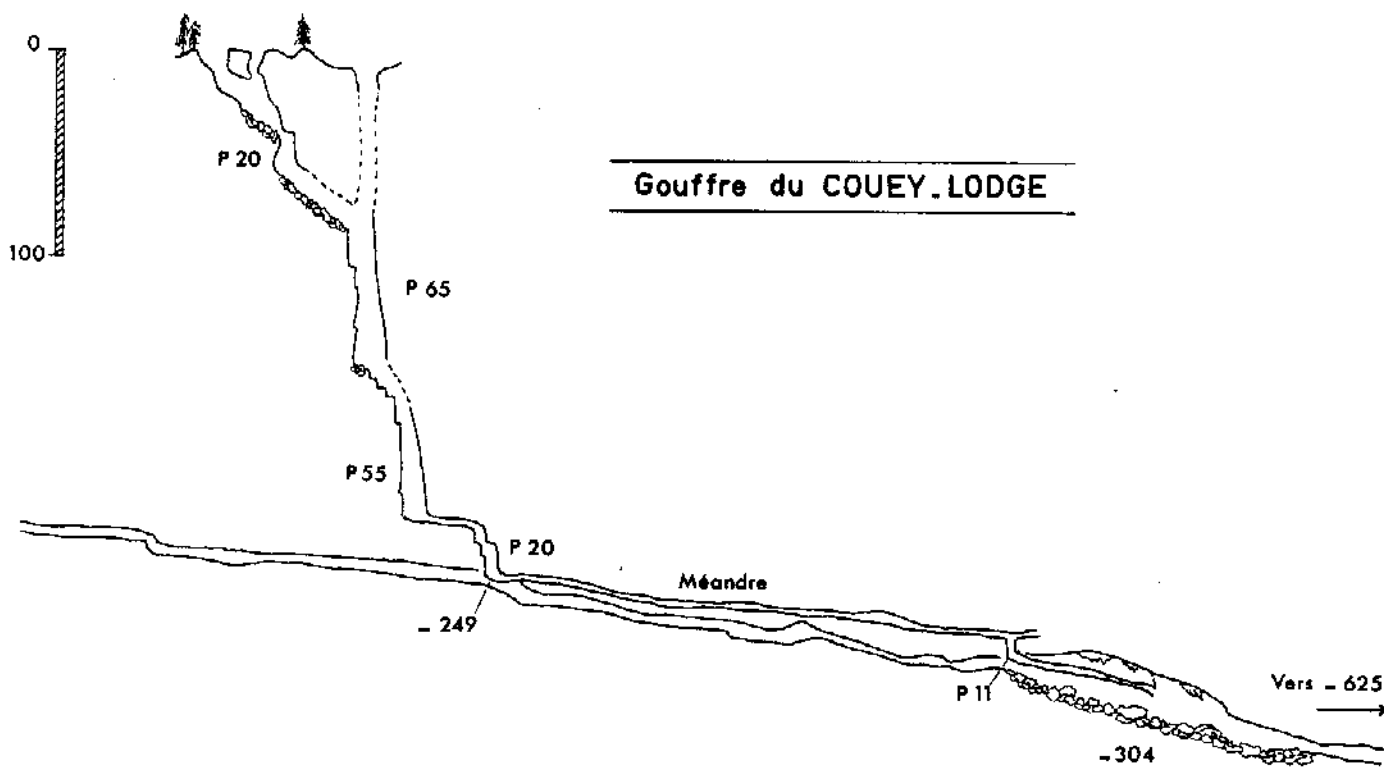 0
P 20
Gouffre du COUEY_LODGE
100
P 65
P 55
P 20
Méandre
- 249
P 11
Vers - 625
-304